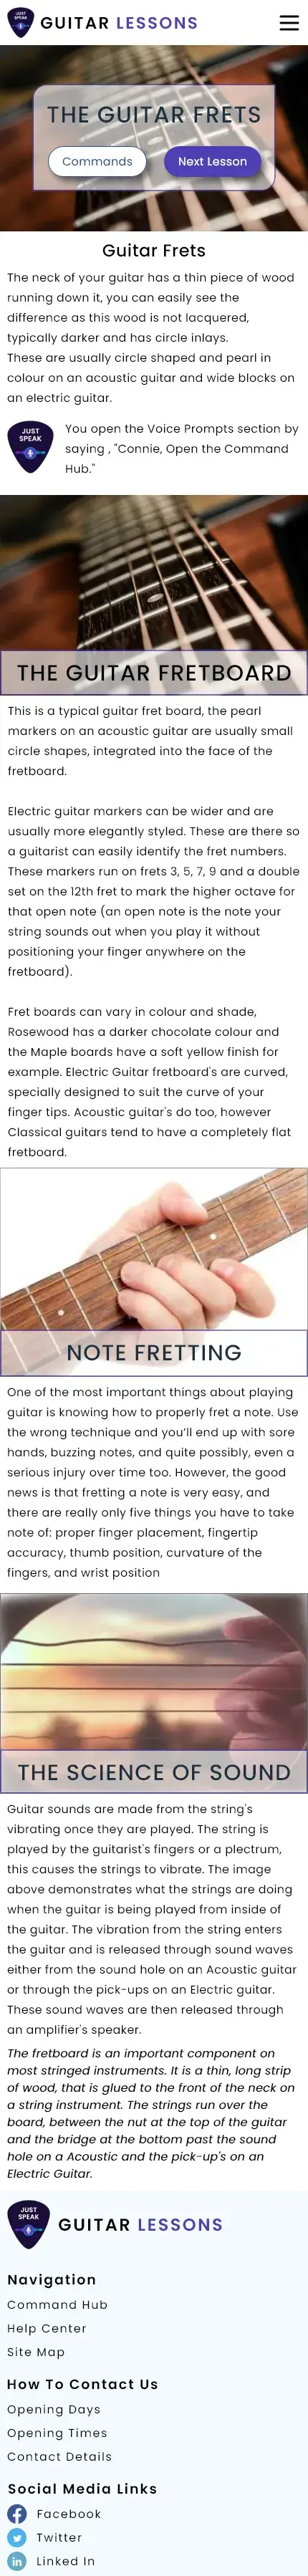 JUST
SPEAK
GUITAR LESSONS
THE GUITAR FRETS
Commands
Next Lesson
Guitar Frets
The neck of your guitar has a thin piece of wood
running down it, you can easily see the
difference as this wood is not lacquered,
typically darker and has circle inlays.
These are usually circle shaped and pearl in
colour on an acoustic guitar and wide blocks on
an electric guitar.
JUST
SPEAK
You open the Voice Prompts section by
saying , "Connie, Open the Command
Hub."
THE GUITAR FRETBOARD
This is a typical guitar fret board, the pearl
markers on an acoustic guitar are usually small
circle shapes, integrated into the face of the
fretboard.
Electric guitar markers can be wider and are
usually more elegantly styled. These are there so
a guitarist can easily identify the fret numbers.
These markers run on frets 3, 5, 7, 9 and a double
set on the 12th fret to mark the higher octave for
that open note (an open note is the note your
string sounds out when you play it without
positioning your finger anywhere on the
fretboard).
Fret boards can vary in colour and shade,
Rosewood has a darker chocolate colour and
the Maple boards have a soft yellow finish for
example. Electric Guitar fretboard's are curved,
specially designed to suit the curve of your
finger tips. Acoustic guitar's do too, however
Classical guitars tend to have a completely flat
fretboard.
NOTE FRETTING
One of the most important things about playing
guitar is knowing how to properly fret a note. Use
the wrong technique and you'll end up with sore
hands, buzzing notes, and quite possibly, even a
serious injury over time too. However, the good
news is that fretting a note is very easy, and
there are really only five things you have to take
note of: proper finger placement, fingertip
accuracy, thumb position, curvature of the
fingers, and wrist position
THE SCIENCE OF SOUND
Guitar sounds are made from the string's
vibrating once they are played. The string is
played by the guitarist's fingers or a plectrum,
this causes the strings to vibrate. The image
above demonstrates what the strings are doing
when the guitar is being played from inside of
the guitar. The vibration from the string enters
the guitar and is released through sound waves
either from the sound hole on an Acoustic guitar
or through the pick-ups on an Electric guitar.
These sound waves are then released through
an amplifier's speaker.
The fretboard is an important component on
most stringed instruments. It is a thin, long strip
of wood, that is glued to the front of the neck on
a string instrument. The strings run over the
board, between the nut at the top of the guitar
and the bridge at the bottom past the sound
hole on a Acoustic and the pick-up's on an
Electric Guitar.
JUST
SPEAK
GUITAR LESSONS
Navigation
Command Hub
Help Center
Site Map
How To Contact Us
Opening Days
Opening Times
Contact Details
Social Media Links
Facebook
Twitter
Linked In